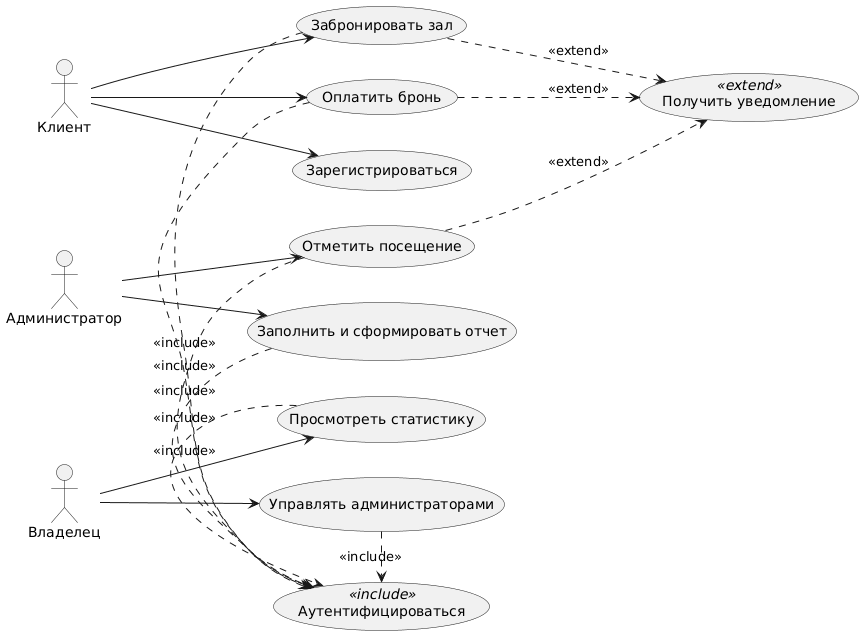 Забронировать зал
«extend»
«extend»
Получить уведомление
Клиент
Оплатить бронь
«extend»
Зарегистрироваться
«extend»
Отметить посещение
Администратор
Заполнить и сформировать отчет
«include»
«include»
«include»
«include»
«include»
Просмотреть статистику
Владелец
Управлять администраторами
«include»
«include»
Аутентифицироваться